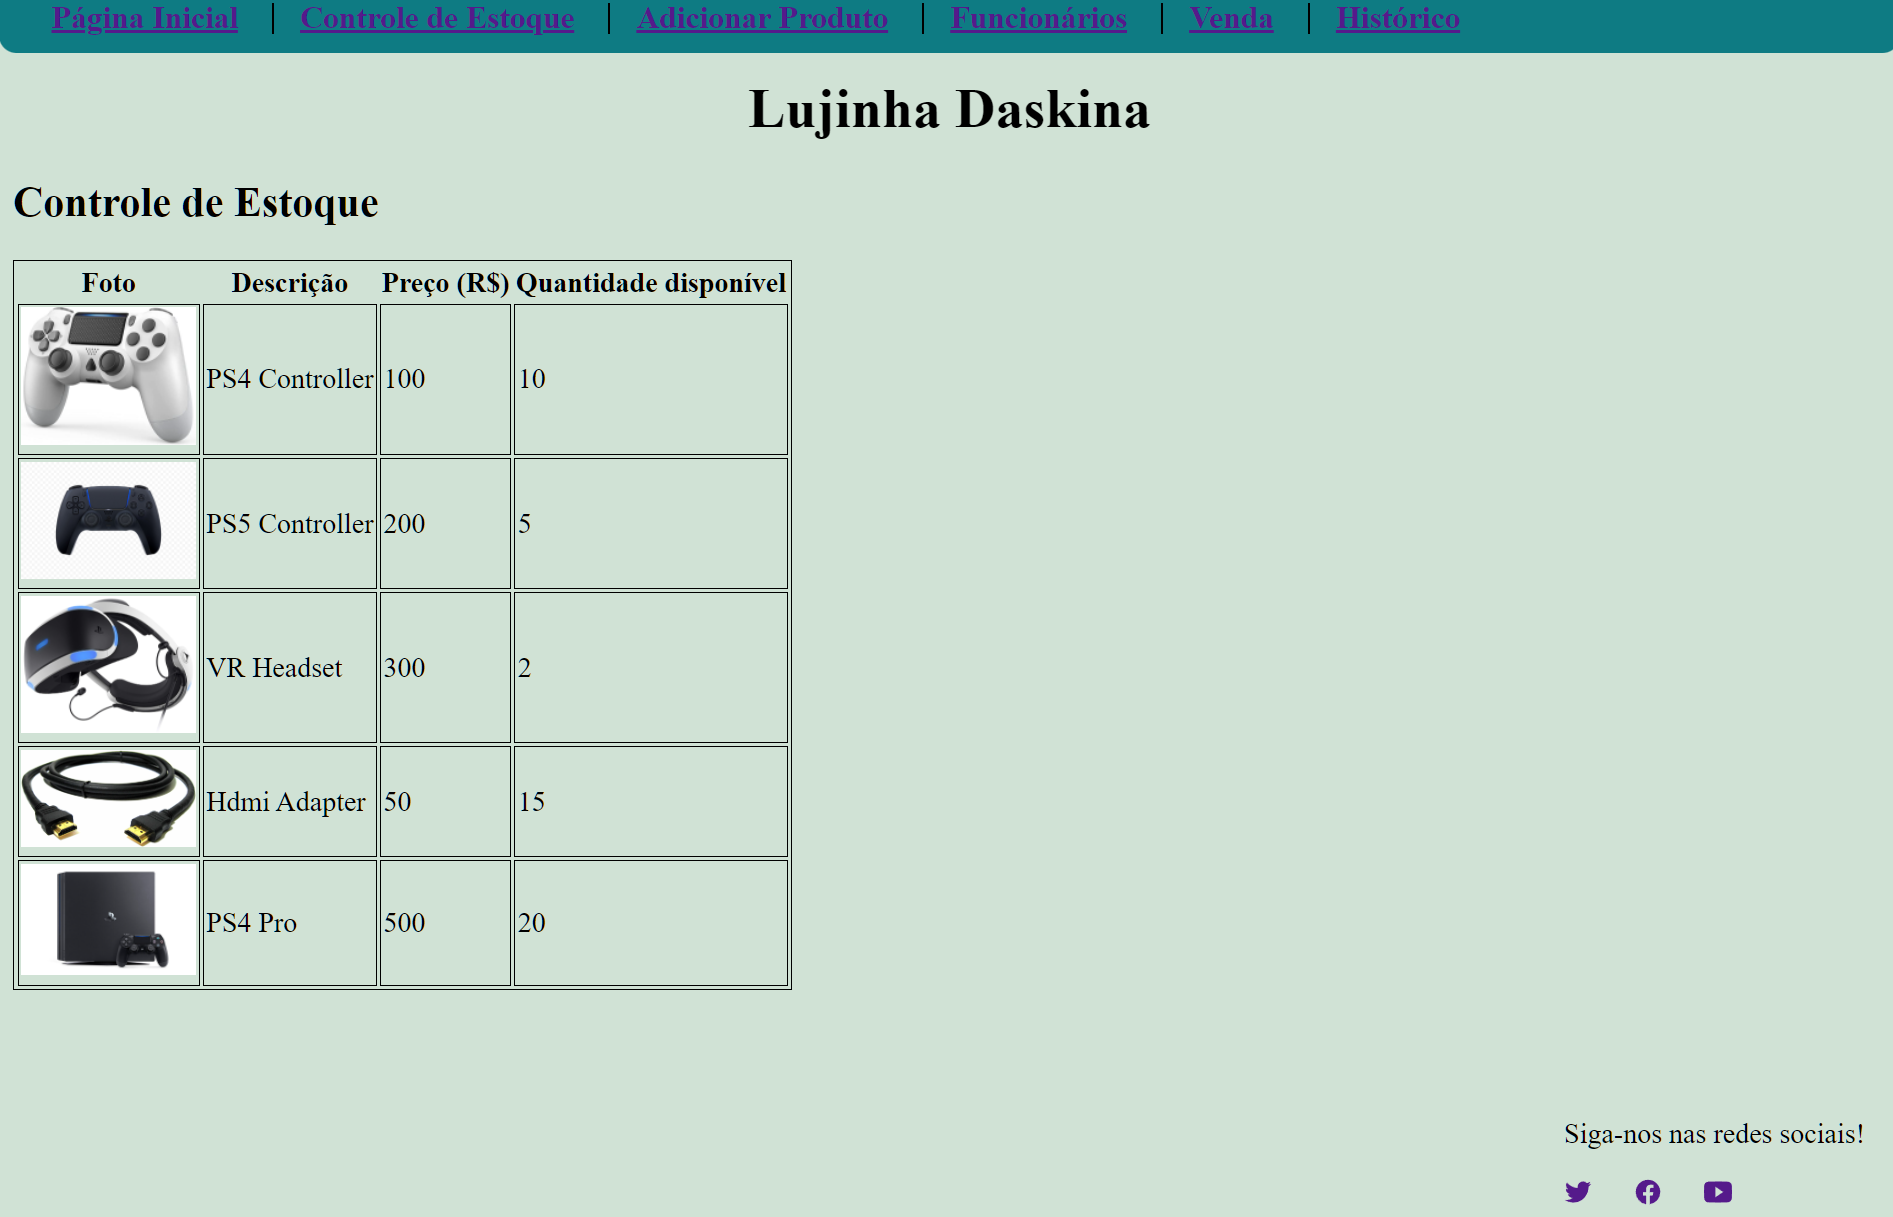 Página Inicial Controle de Estoque Adicionar Produto Funcionários Venda Histórico
Lujinha Daskina
Controle de Estoque
Foto Descrição Preço (R$) Quantidade disponível
PS4 Controller 100 10
PS5 Controller 200 5
VR Headset 300 2
Hdmi Adapter 50 15
PS4 Pro 500 20
Siga-nos nas redes sociais!